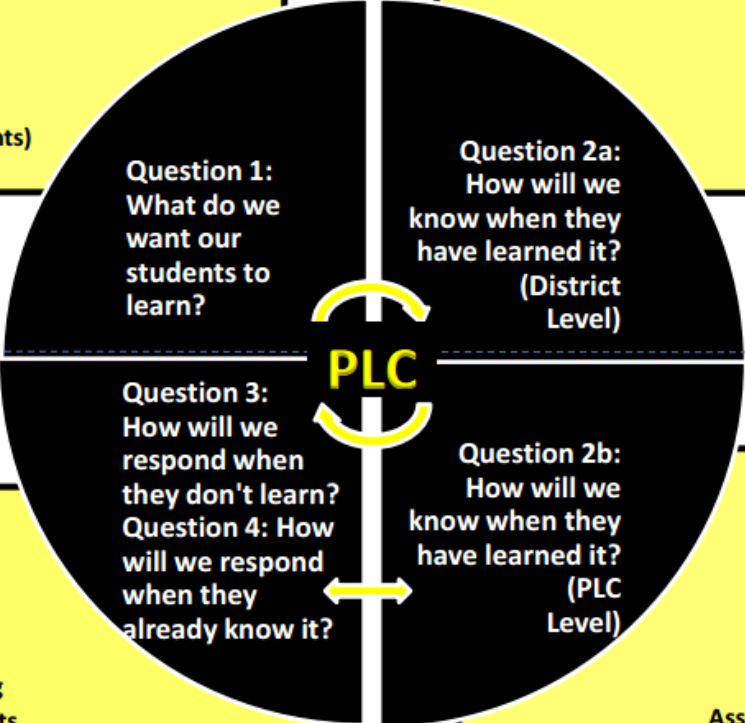 nts)
Question 1:
What do we
want our
students to
learn?
Question 2a:
How will we
know when they
have learned it?
(District
Level)
PLC
Question 3:
How will we
respond when
they don't learn?
Question 4: How
will we respond
when they
already know it?
Question 2b:
How will we
know when they
have learned it?
(PLC
Level)
g
ts
Ass